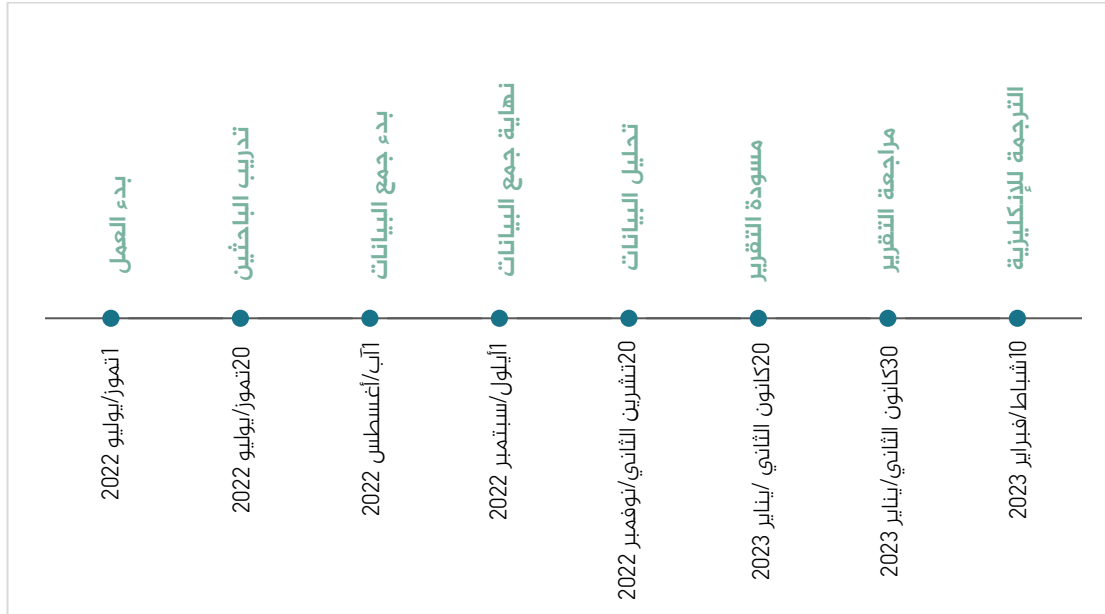 بدء العمل
تدريب الباحثين
بدء جمع البيانات
نهاية جمع البيانات
تحليل البيانات
مسودة التقرير
مراجعة التقرير
الترجمة للإنكليزية
1تموز/يوليو 2022
20تموز/يوليو 2022
1آب/أغسطس 2022
1أيلول/سبتمبر 2022
20تشرين الثاني/نوفمبر 2022
20كانون الثاني /يناير 2023
30كانون الثاني/يناير 2023
10شباط/فبراير 2023